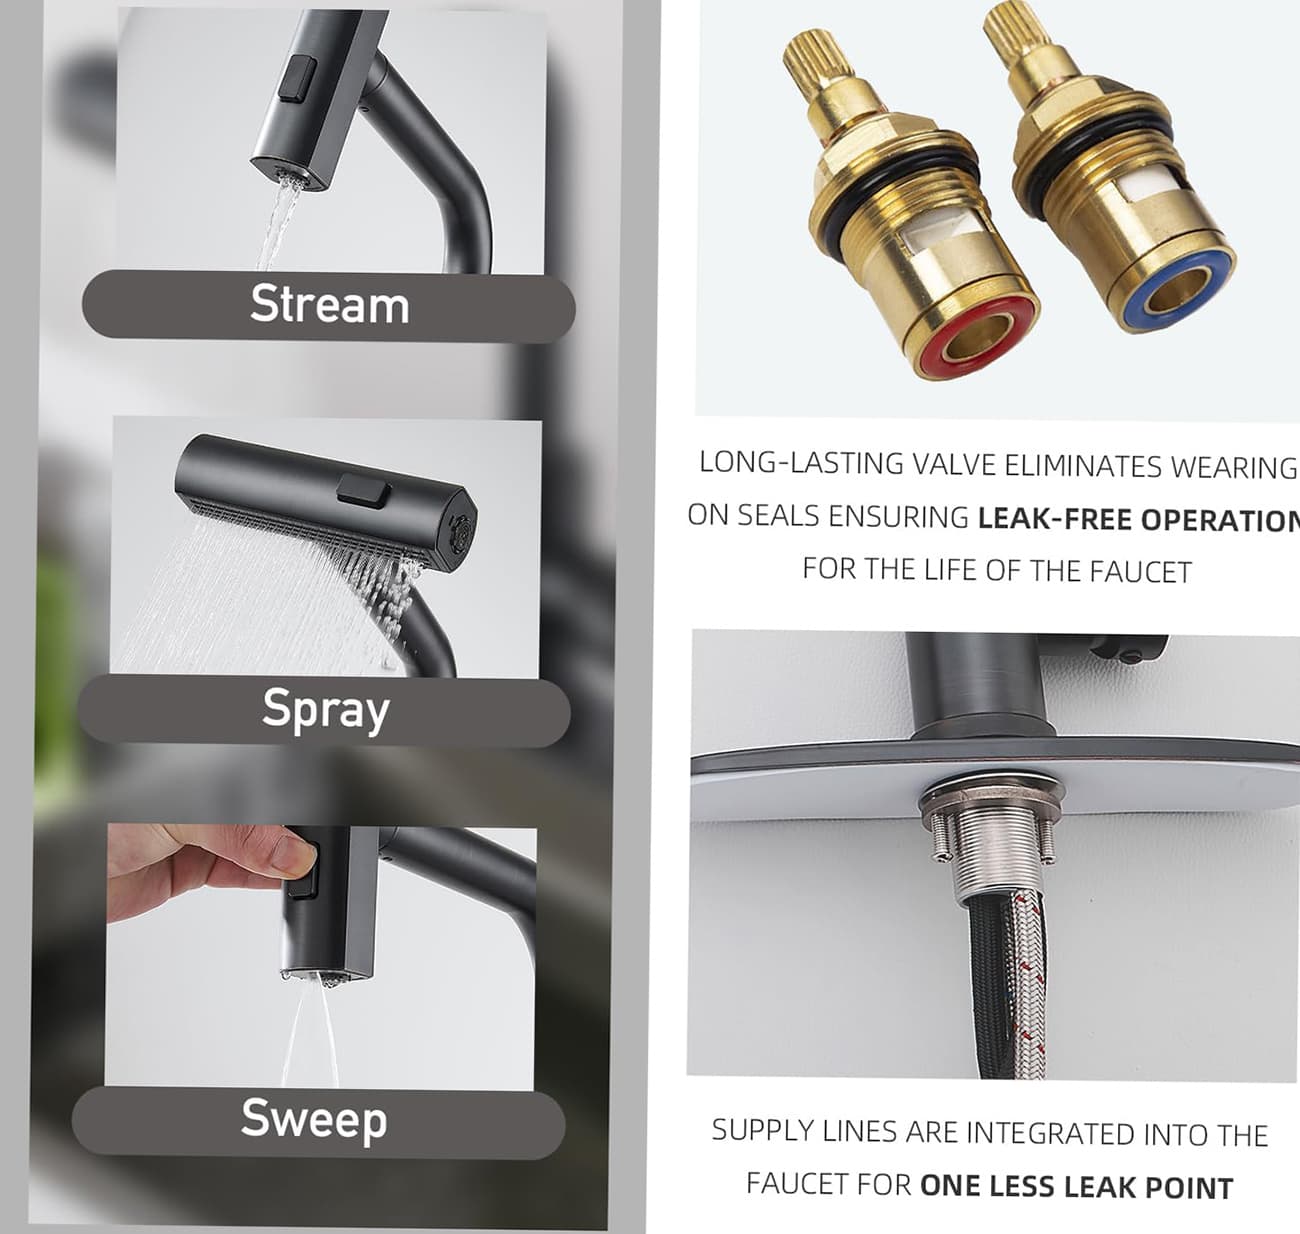 Stream
Spray
Sweep
LONG-LASTING VALVE ELIMINATES WEARING
ON SEALS ENSURING LEAK-FREE OPERATION
FOR THE LIFE OF THE FAUCET
SUPPLY LINES ARE INTEGRATED INTO THE
FAUCET FOR ONE LESS LEAK POINT